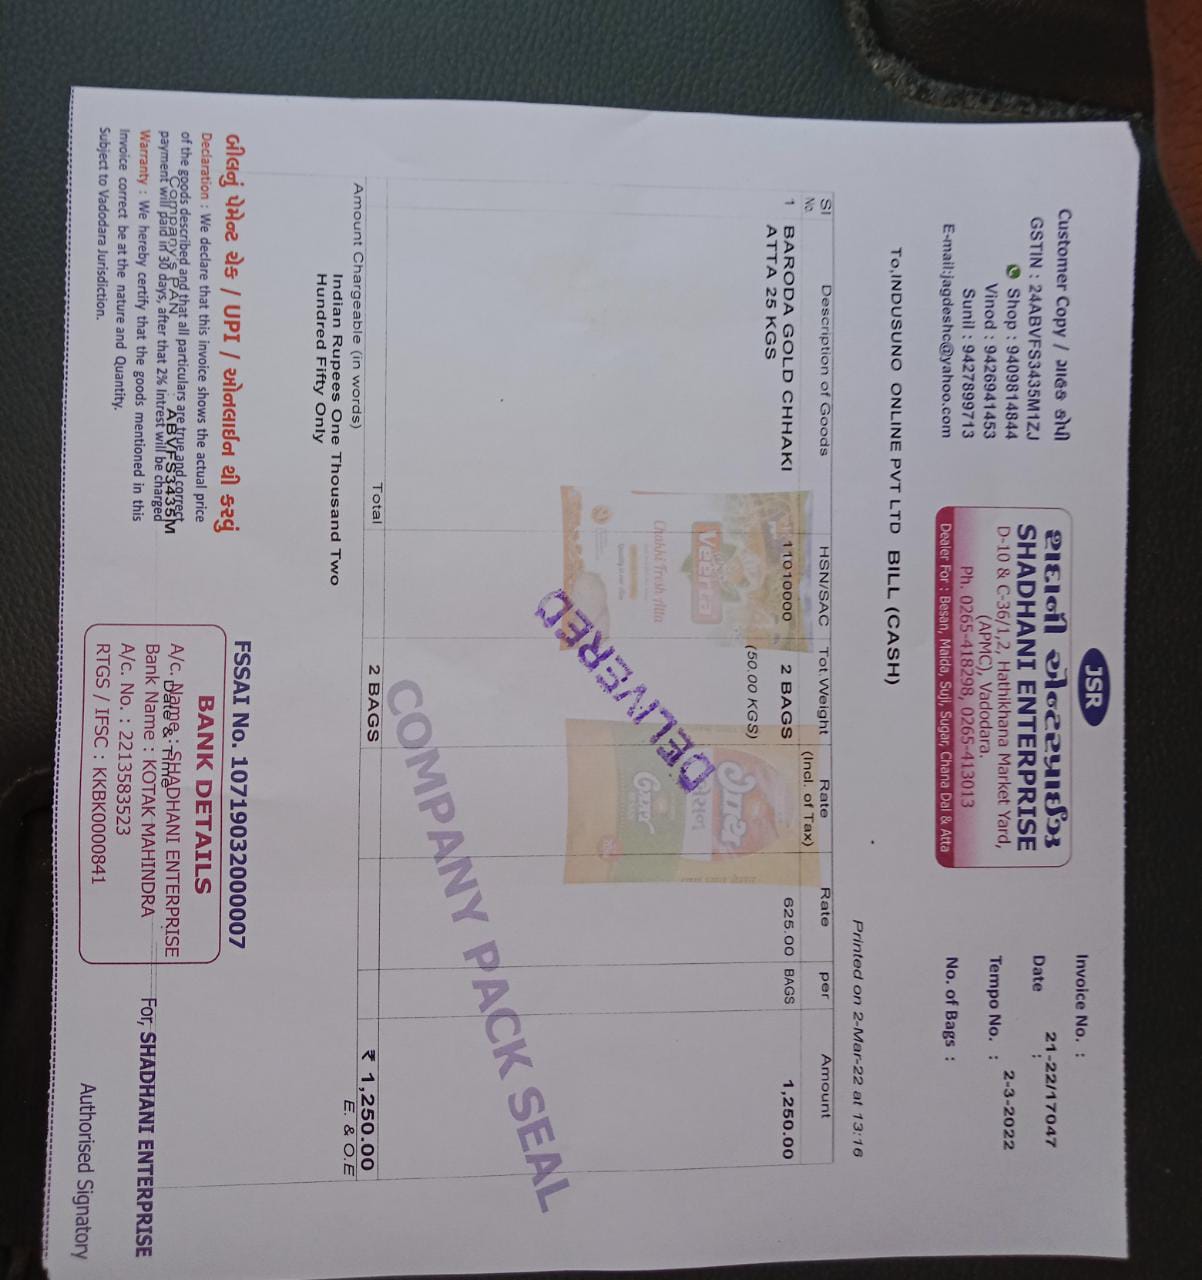 Customer Copy / ગ્રાહક કોપી
GSTIN : 24ABVFS3435M1ZJ
Shop : 9409814844
Vinod : 9426941453
Sunil : 9427899713
E-mail:jagdeshc@yahoo.com
JSR
શાદાની એન્ટરપ્રાઈઝ
SHADHANI ENTERPRISE
D-10 & C-36/1,2, Hathikhana Market Yard,
(APMC), Vadodara.
Ph. 0265-418298, 0265-413013
Dealer For : Besan, Maida, Suji, Sugar, Chana Dal & Atta
Invoice No. :
21-22/17047
Date :
2-3-2022
Tempo No. :
No. of Bags :
To,INDUSUNO ONLINE PVT LTD BILL (CASH)
Printed on 2-Mar-22 at 13:16
Sl No. Description of Goods HSN/SAC Tot.Weight Rate (Incl. of Tax) Rate per Amount
1 BARODA GOLD CHHAKI 11010000 2 BAGS 625.00 BAGS 1,250.00
ATTA 25 KGS (50.00 KGS)
Veerta
Chakki Fresh Atta
DELIVERED
COMPANY PACK SEAL
Total 2 BAGS ₹ 1,250.00
Amount Chargeable (in words) E. & O.E
Indian Rupees One Thousand Two
Hundred Fifty Only
બીલનું પેમેન્ટ ચેક / UPI / ઓનલાઈન થી કરવું
Declaration : We declare that this invoice shows the actual price
of the goods described and that all particulars are true and correct
payment will paid in 30 days, after that 2% Intrest will be charged
Company's PAN : ABVFS3435M
Warranty : We hereby certify that the goods mentioned in this
Invoice correct be at the nature and Quantity.
Subject to Vadodara Jurisdiction.
FSSAI No. 10719032000007
BANK DETAILS
A/c. Name : SHADHANI ENTERPRISE
Date & Time
Bank Name : KOTAK MAHINDRA
A/c. No. : 2213583523
RTGS / IFSC : KKBK0000841
For, SHADHANI ENTERPRISE
Authorised Signatory